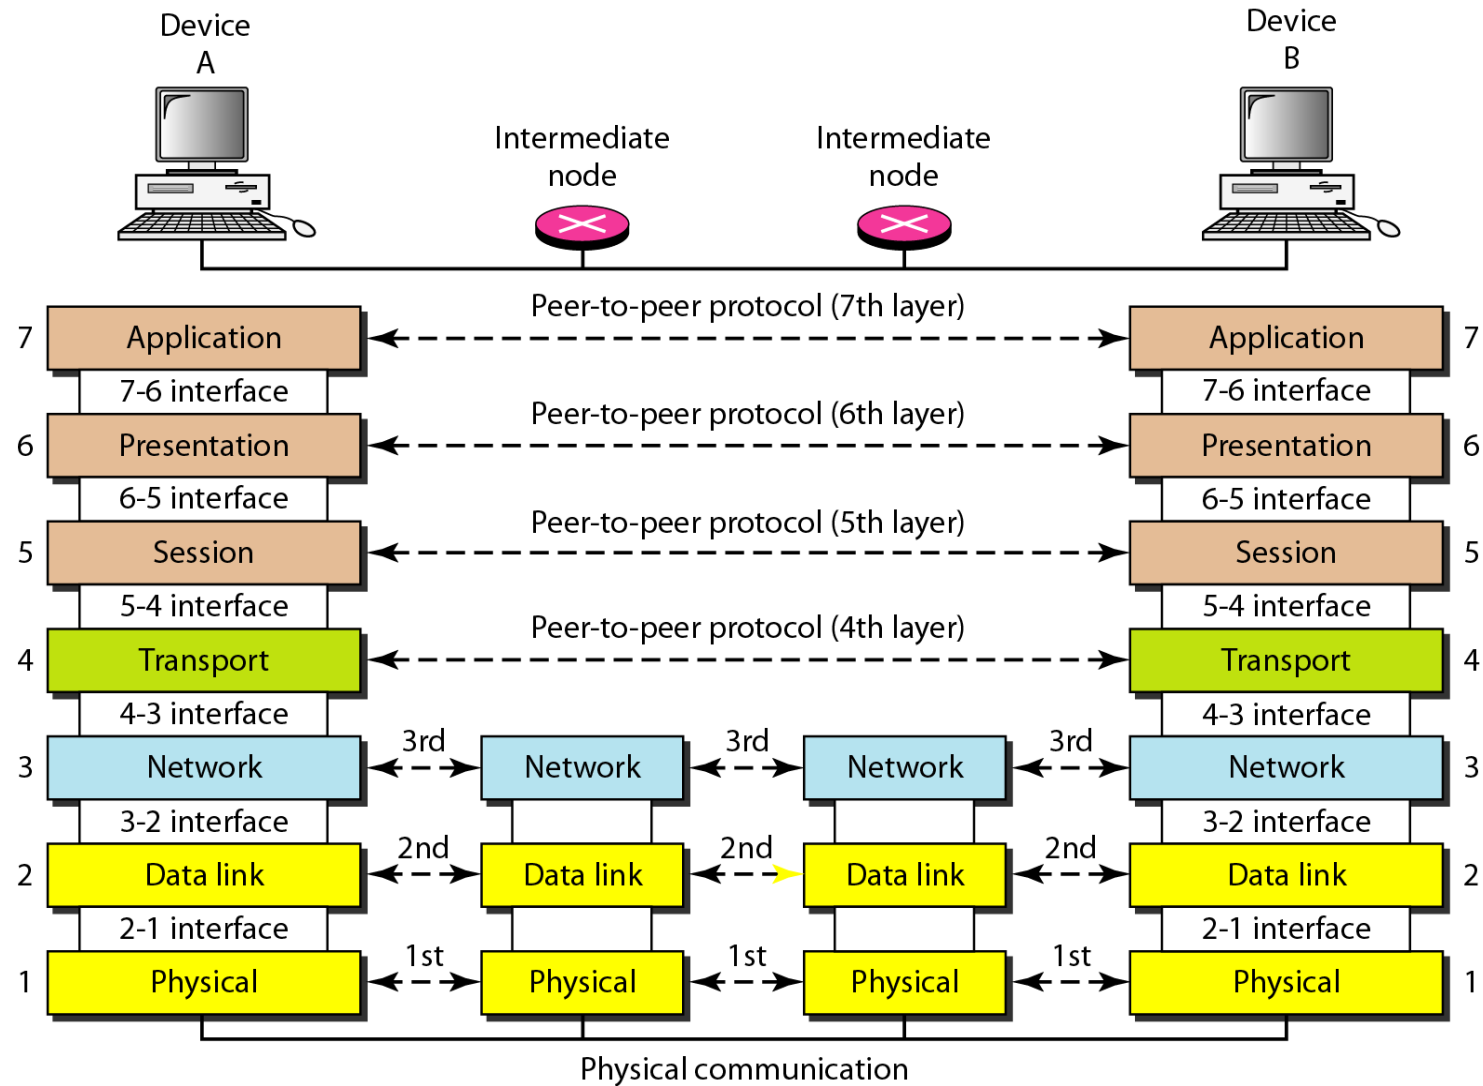 Device
A
Device
B
Intermediate
node
Intermediate
node
Peer-to-peer protocol (7th layer)
7 Application Application 7
7-6 interface 7-6 interface
Peer-to-peer protocol (6th layer)
6 Presentation Presentation 6
6-5 interface 6-5 interface
Peer-to-peer protocol (5th layer)
5 Session Session 5
5-4 interface 5-4 interface
Peer-to-peer protocol (4th layer)
4 Transport Transport 4
4-3 interface 4-3 interface
3rd 3rd 3rd
3 Network Network Network Network 3
3-2 interface 3-2 interface
2nd 2nd 2nd
2 Data link Data link Data link Data link 2
2-1 interface 2-1 interface
1st 1st 1st
1 Physical Physical Physical Physical 1
Physical communication